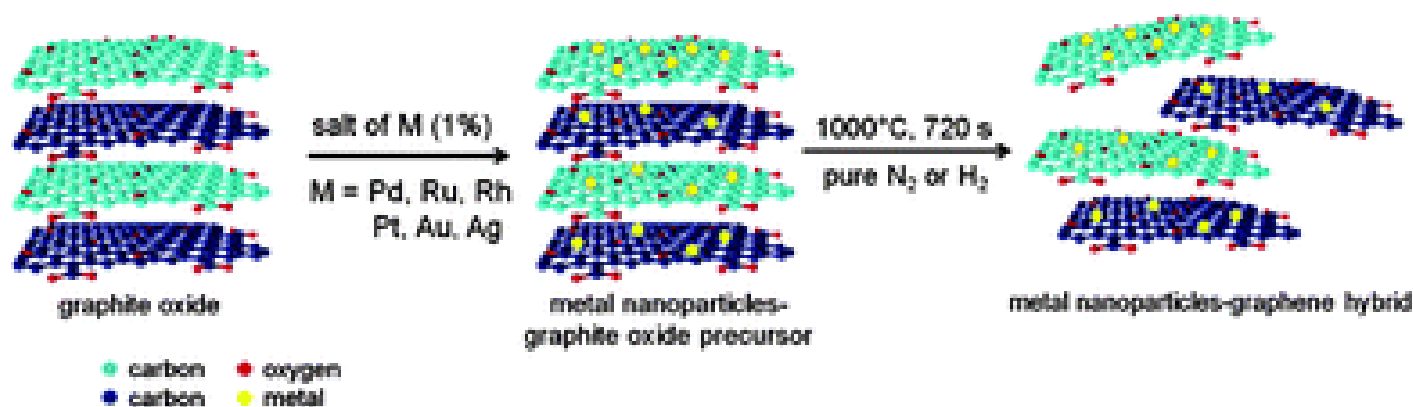 salt of M (1%)
M = Pd, Ru, Rh
Pt, Au, Ag
1000°C, 720 s
pure N₂ or H₂
graphite oxide
metal nanoparticles-
graphite oxide precursor
metal nanoparticles-graphene hybrid
carbon oxygen
carbon metal